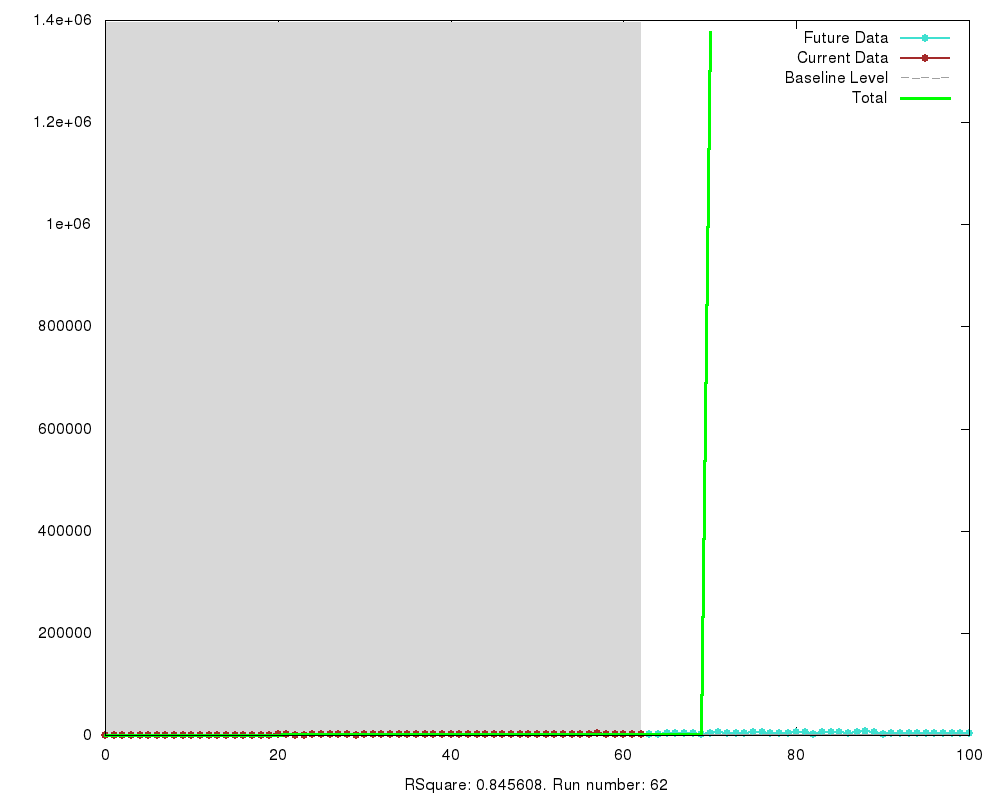 1.4e+06
1.2e+06
1e+06
800000
600000
400000
200000
0
0 20 40 60 80 100
Future Data
Current Data
Baseline Level
Total
RSquare: 0.845608. Run number: 62